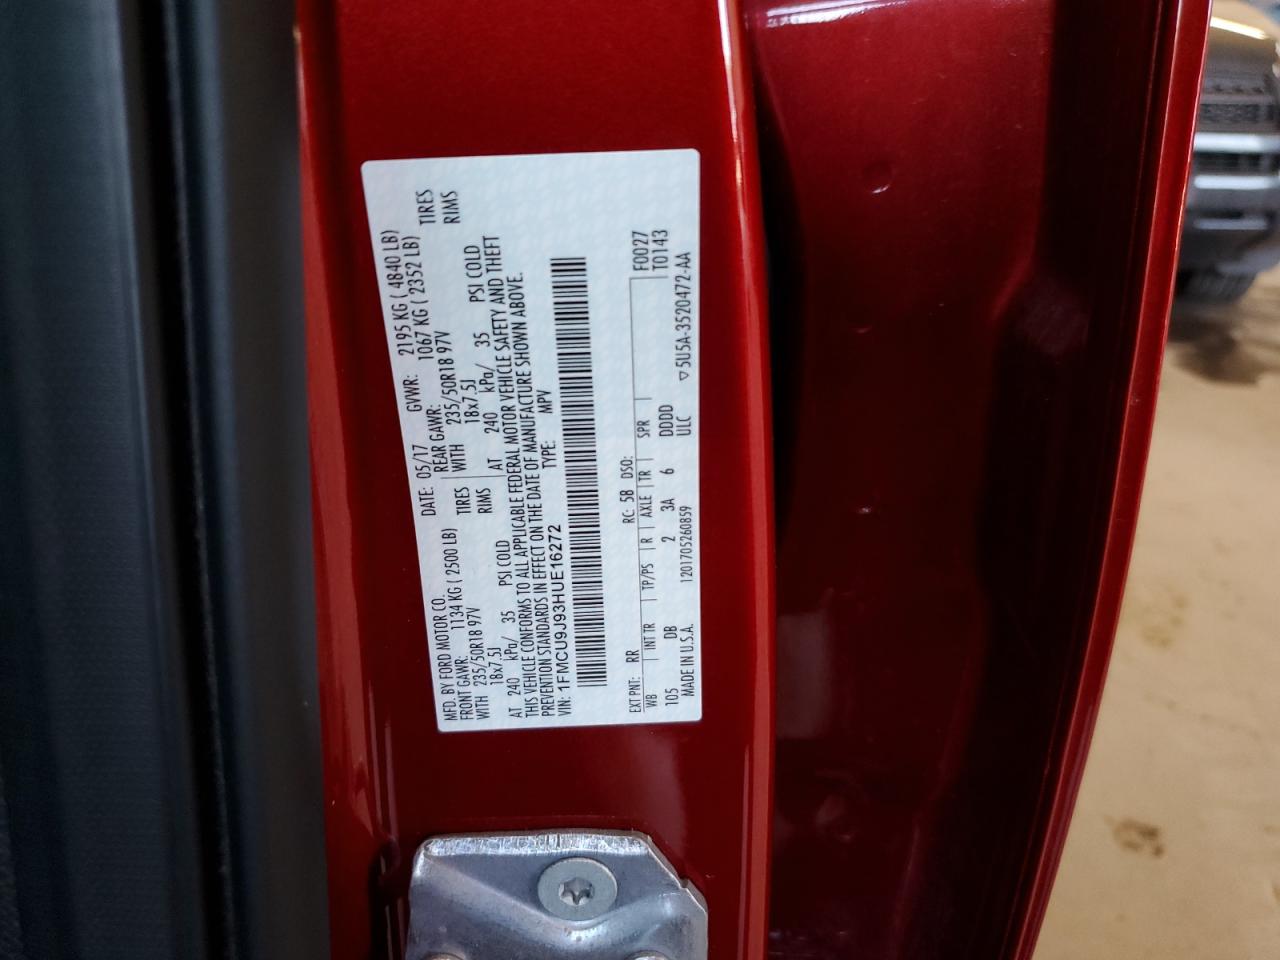 MFD. BY FORD MOTOR CO. DATE: 05/17 GVWR: 2195 KG ( 4840 LB)
FRONT GAWR: 1134 KG ( 2500 LB) REAR GAWR: 1067 KG ( 2352 LB)
WITH 235/50R18 97V TIRES WITH 235/50R18 97V TIRES
18x7.5J RIMS 18x7.5J RIMS
AT 240 kPa/ 35 PSI COLD AT 240 kPa/ 35 PSI COLD
THIS VEHICLE CONFORMS TO ALL APPLICABLE FEDERAL MOTOR VEHICLE SAFETY AND THEFT
PREVENTION STANDARDS IN EFFECT ON THE DATE OF MANUFACTURE SHOWN ABOVE.
VIN: 1FMCU9J93HUE16272 TYPE: MPV
EXT PNT: RR RC: 5B DSO: F0027
WB INT TR TP/PS R AXLE TR SPR T0143
105 DB 2 3A 6 DDDD
MADE IN U.S.A. 1201705260859 ULC ▽5U5A-3520472-AA